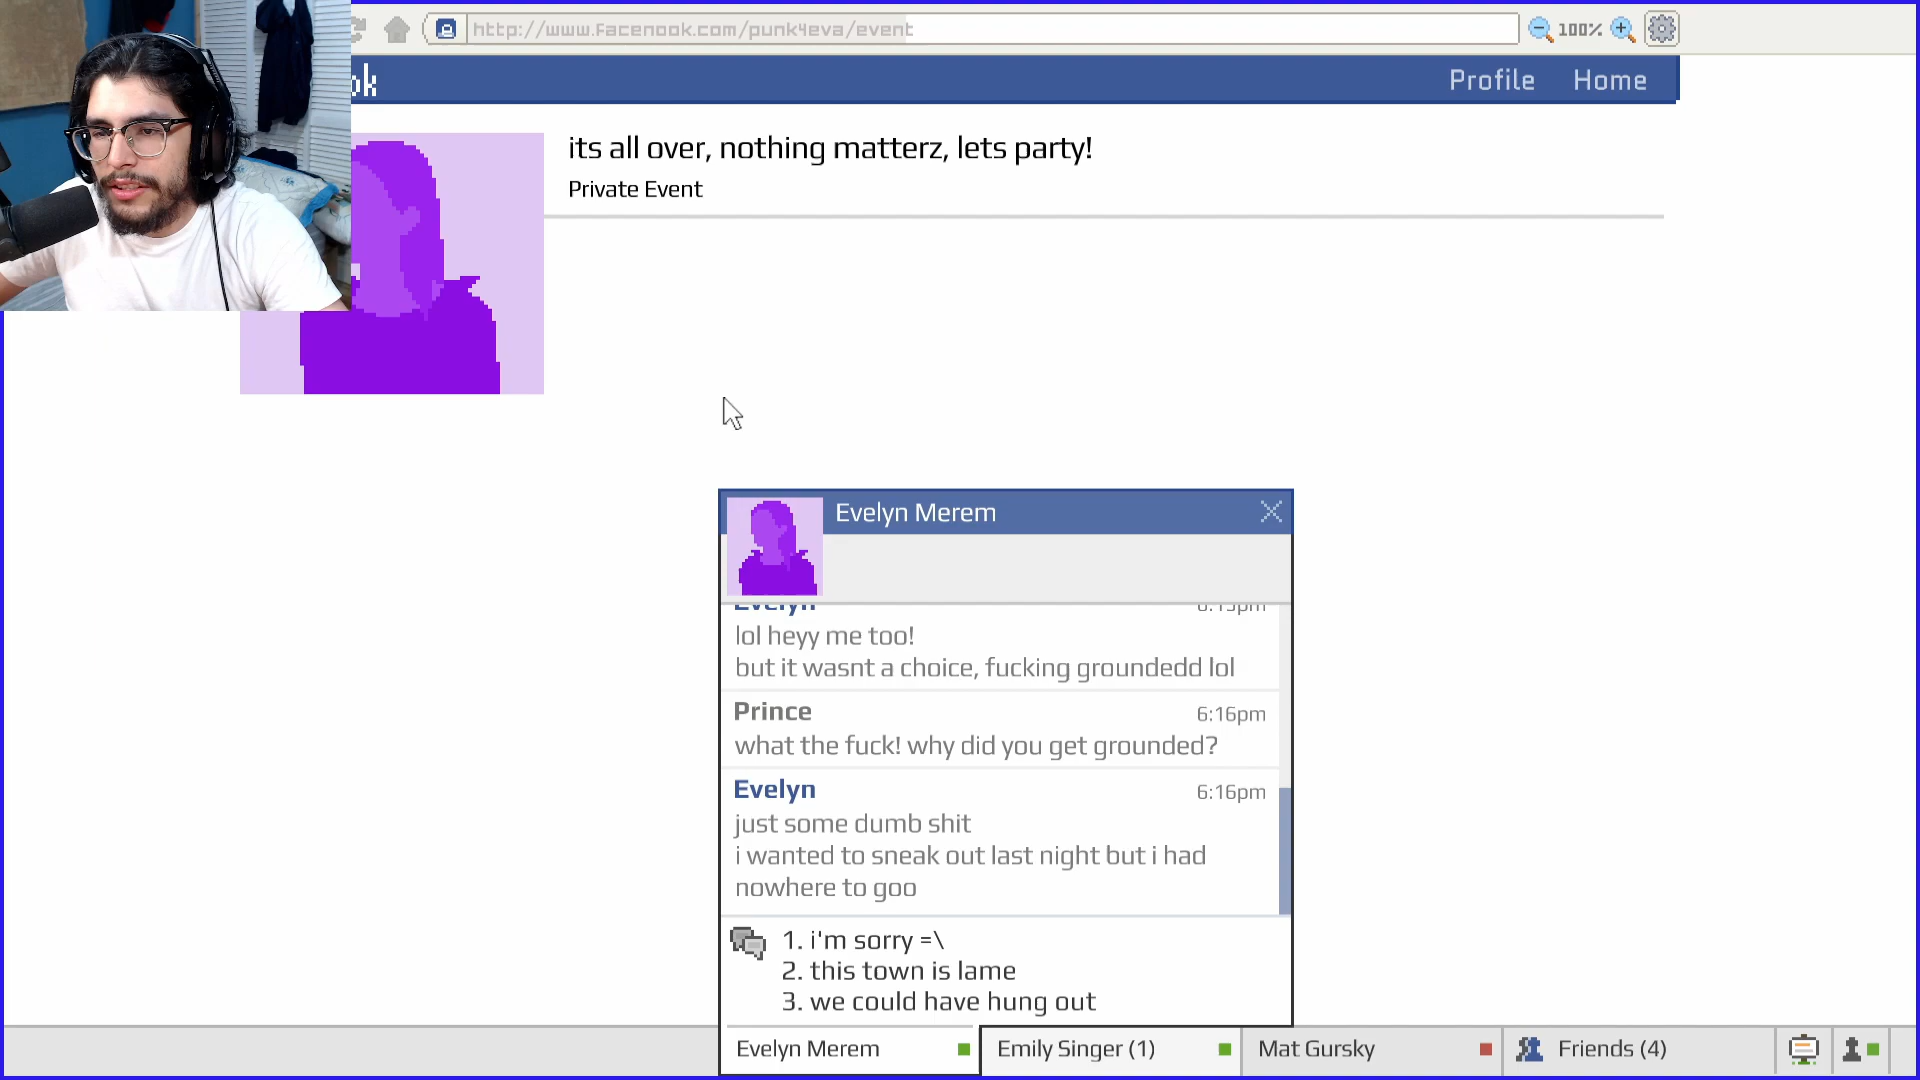 http://www.facenook.com/punk4eva/event
100%
ok
Profile
Home
its all over, nothing matterz, lets party!
Private Event
Evelyn Merem
Evelyn
lol heyy me too!
but it wasnt a choice, fucking groundedd lol
Prince
6:16pm
what the fuck! why did you get grounded?
Evelyn
6:16pm
just some dumb shit
i wanted to sneak out last night but i had
nowhere to goo
1. i'm sorry =\
2. this town is lame
3. we could have hung out
Evelyn Merem
Emily Singer (1)
Mat Gursky
Friends (4)